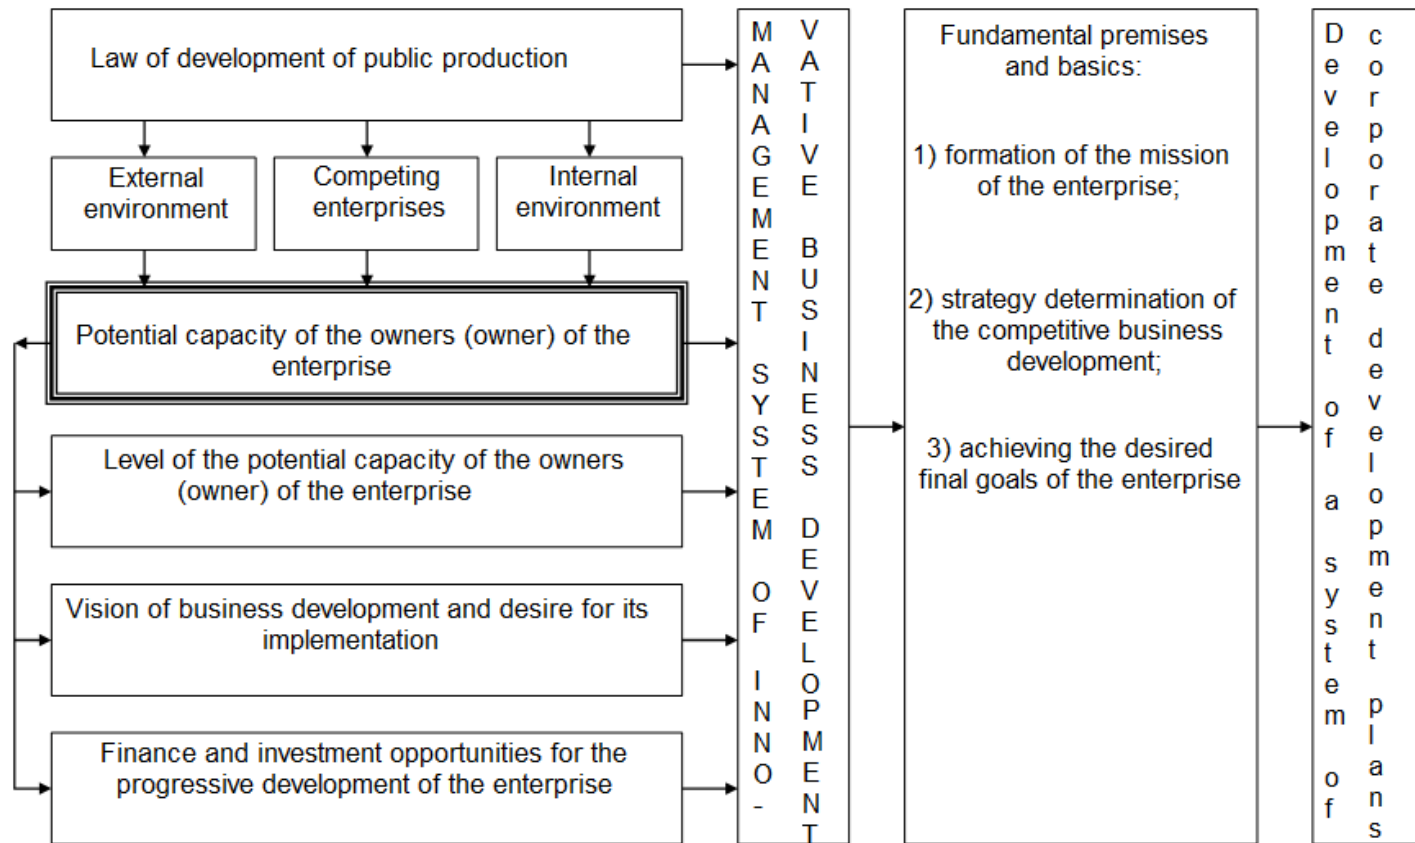 Law of development of public production
External
environment
Competing
enterprises
Internal
environment
Potential capacity of the owners (owner) of the
enterprise
Level of the potential capacity of the owners
(owner) of the enterprise
Vision of business development and desire for its
implementation
Finance and investment opportunities for the
progressive development of the enterprise
MANAGEMENT SYSTEM OF INNO-
VATIVE BUSINESS DEVELOPMENT
Fundamental premises
and basics:
1) formation of the mission
of the enterprise;
2) strategy determination of
the competitive business
development;
3) achieving the desired
final goals of the enterprise
Development of a system of
corporate development plans